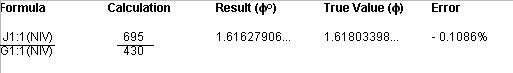 Formula Calculation Result (ϕº) True Value (ϕ) Error
J1:1(NIV) 695 1.61627906... 1.61803398... - 0.1086%
G1:1(NIV) 430